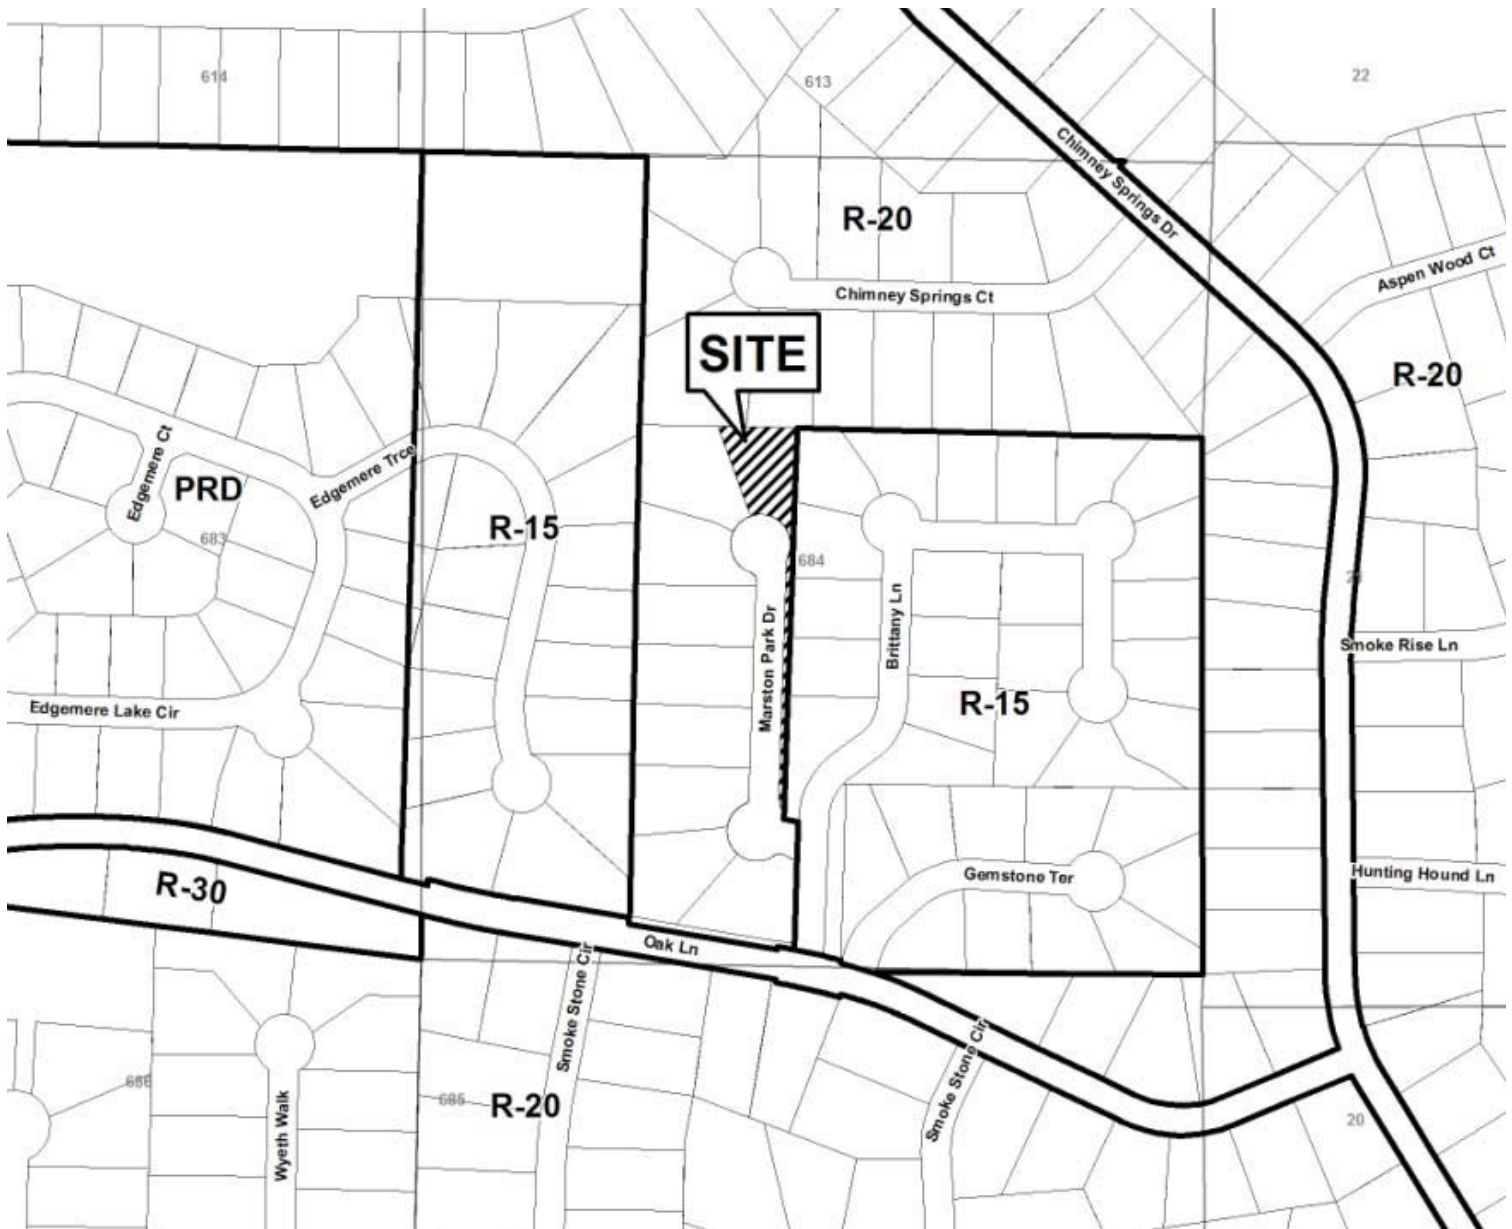 614
613
22
Chimney Springs Dr
R-20
Aspen Wood Ct
Chimney Springs Ct
SITE
R-20
Edgemere Ct
Edgemere Trce
PRD
R-15
683
684
Marston Park Dr
Brittany Ln
Smoke Rise Ln
R-15
Edgemere Lake Cir
Gemstone Ter
Hunting Hound Ln
R-30
Oak Ln
Smoke Stone Cir
Smoke Stone Cir
686
685
R-20
20
Wyeth Walk